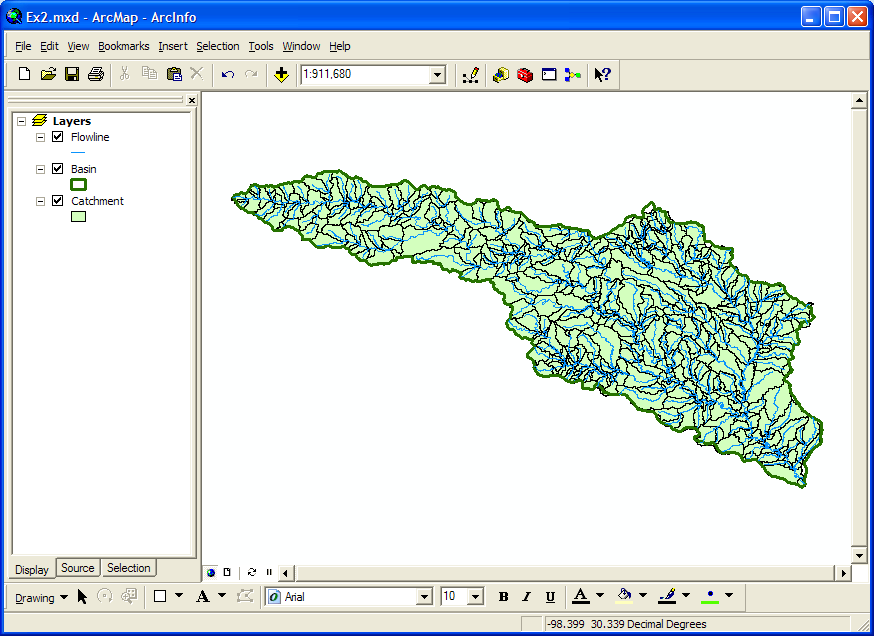 Ex2.mxd - ArcMap - ArcInfo
File Edit View Bookmarks Insert Selection Tools Window Help
1:911,680
Layers
Flowline
Basin
Catchment
Display Source Selection
Drawing A Arial 10 B I U A
-98.399 30.339 Decimal Degrees